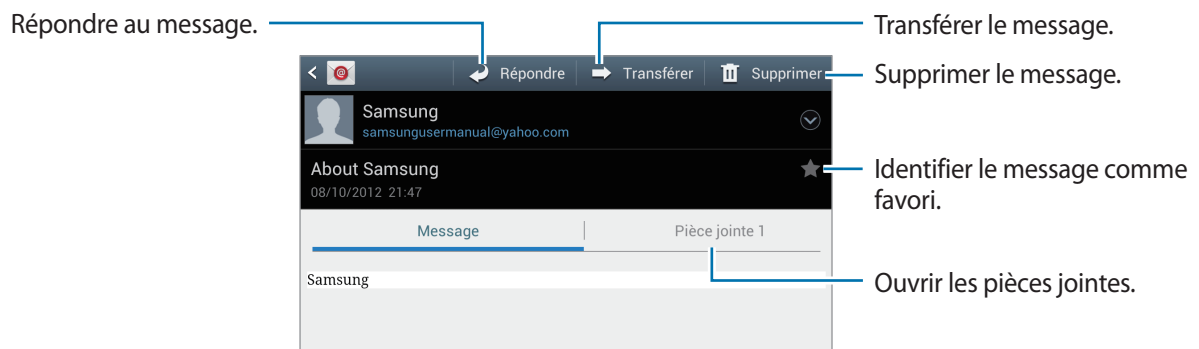 Répondre au message.
Transférer le message.
Répondre
Transférer
Supprimer
Supprimer le message.
Samsung
samsungusermanual@yahoo.com
About Samsung
08/10/2012 21:47
Identifier le message comme
favori.
Message
Pièce jointe 1
Samsung
Ouvrir les pièces jointes.